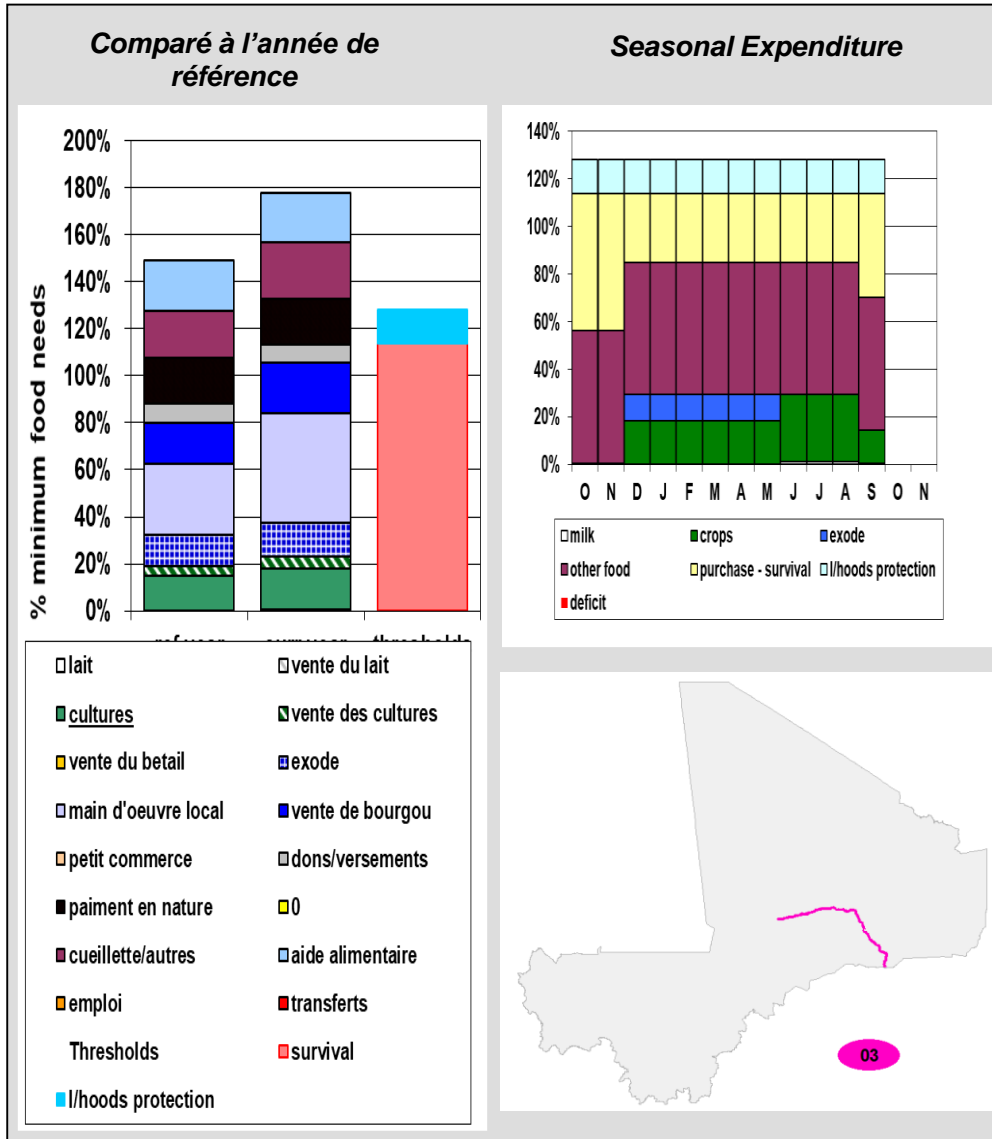 Comparé à l'année de
référence
Seasonal Expenditure
% minimum food needs
200%
180%
160%
140%
120%
100%
80%
60%
40%
20%
0%
lait
vente du lait
cultures
vente des cultures
vente du betail
exode
main d'oeuvre local
vente de bourgou
petit commerce
dons/versements
paiment en nature
0
cueillette/autres
aide alimentaire
emploi
transferts
Thresholds
survival
l/hoods protection
140%
120%
100%
80%
60%
40%
20%
0%
O N D J F M A M J J A S O N
milk
crops
exode
other food
purchase - survival
l/hoods protection
deficit
03